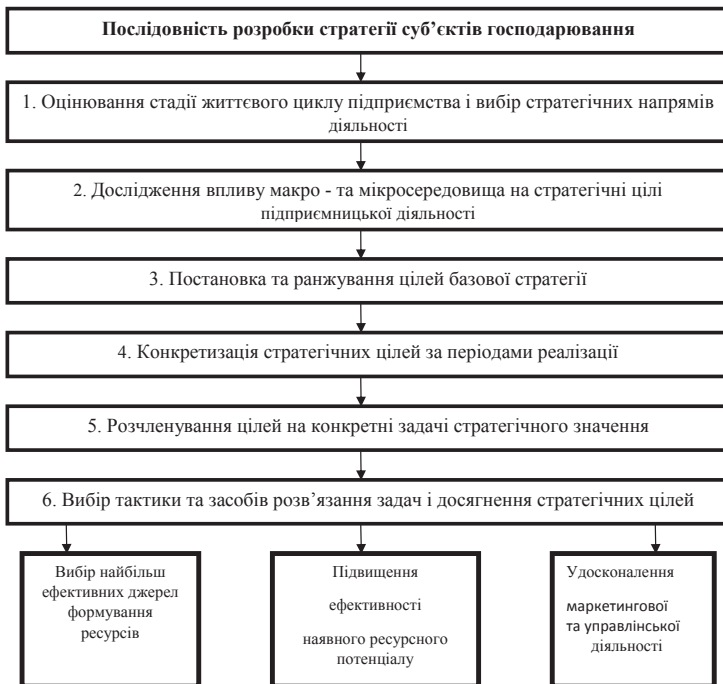 Послідовність розробки стратегії суб’єктів господарювання
1. Оцінювання стадії життєвого циклу підприємства і вибір стратегічних напрямів
діяльності
2. Дослідження впливу макро - та мікросередовища на стратегічні цілі
підприємницької діяльності
3. Постановка та ранжування цілей базової стратегії
4. Конкретизація стратегічних цілей за періодами реалізації
5. Розчленування цілей на конкретні задачі стратегічного значення
6. Вибір тактики та засобів розв’язання задач і досягнення стратегічних цілей
Вибір найбільш
ефективних джерел
формування
ресурсів
Підвищення
ефективності
наявного ресурсного
потенціалу
Удосконалення
маркетингової
та управлінської
діяльності